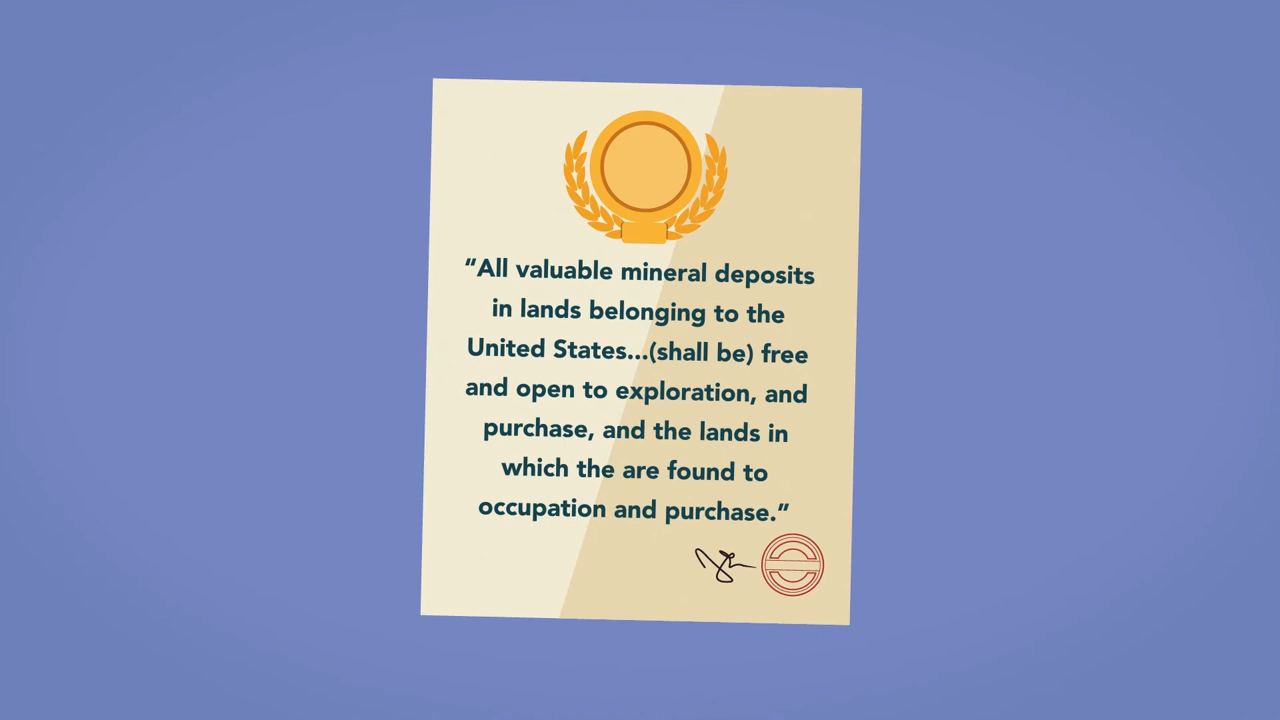 “All valuable mineral deposits
in lands belonging to the
United States...(shall be) free
and open to exploration, and
purchase, and the lands in
which the are found to
occupation and purchase.”